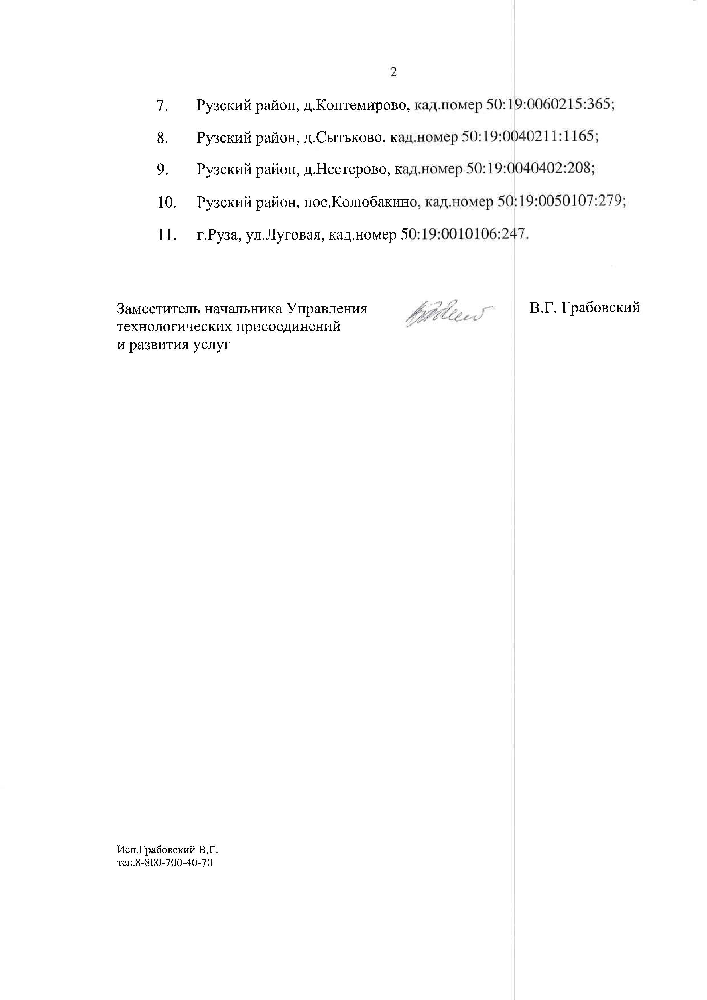 2
7. Рузский район, д.Контемирово, кад.номер 50:19:0060215:365;
8. Рузский район, д.Сытьково, кад.номер 50:19:0040211:1165;
9. Рузский район, д.Нестерово, кад.номер 50:19:0040402:208;
10. Рузский район, пос.Колюбакино, кад.номер 50:19:0050107:279;
11. г.Руза, ул.Луговая, кад.номер 50:19:0010106:247.
Заместитель начальника Управления В.Г. Грабовский
технологических присоединений
и развития услуг
Исп.Грабовский В.Г.
тел.8-800-700-40-70